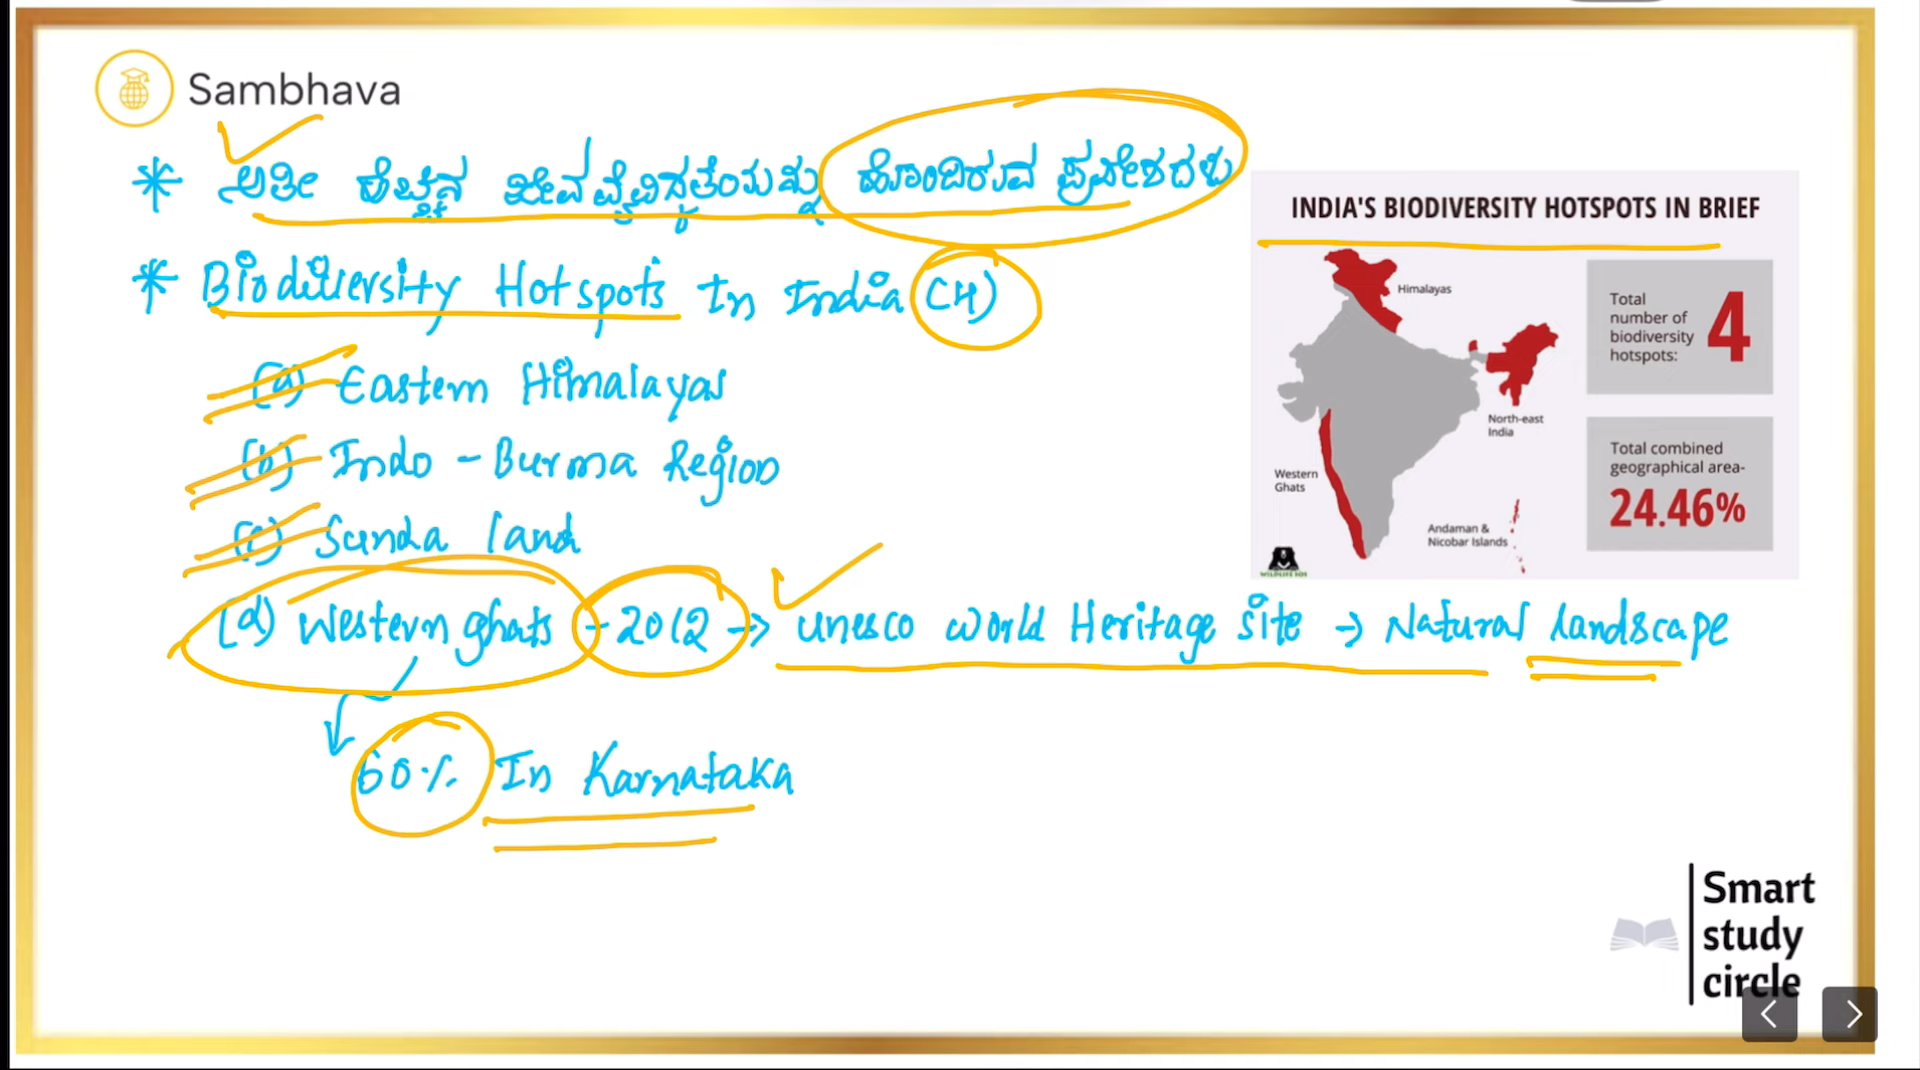 Sambhava
* ಅತೀ ಹೆಚ್ಚಿನ ಜೀವವೈವಿಧ್ಯತೆಯನ್ನು ಹೊಂದಿರುವ ಪ್ರದೇಶಗಳು
* Biodiversity Hotspots In India (4)
(a) Eastern Himalayas
(b) Indo - Burma Region
(c) Sunda land
(d) Western ghats - 2012 → Unesco World Heritage Site → Natural landscape
60% In Karnataka
INDIA'S BIODIVERSITY HOTSPOTS IN BRIEF
Himalayas
North-east
India
Western
Ghats
Andaman &
Nicobar Islands
WILDLIFE SOS
Total
number of
biodiversity
hotspots:
4
Total combined
geographical area-
24.46%
Smart
study
circle